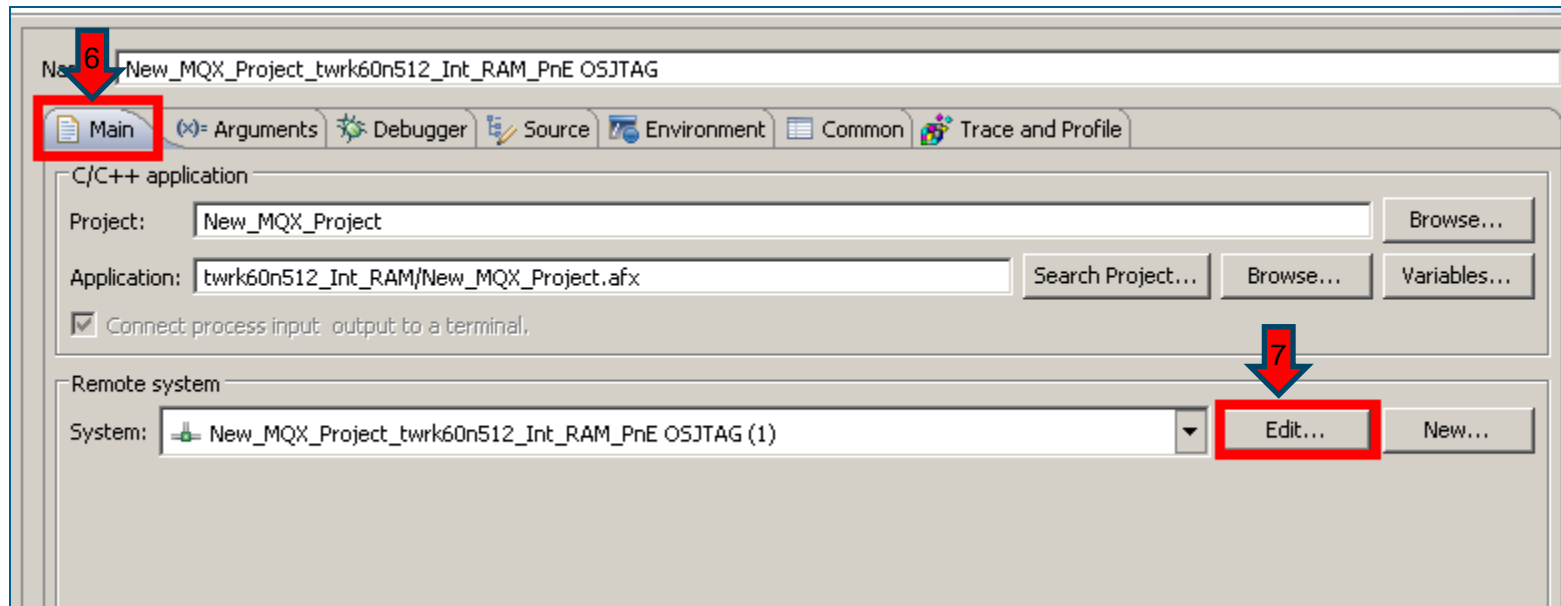 6
Na New_MQX_Project_twrk60n512_Int_RAM_PnE OSJTAG
Main (x)= Arguments Debugger Source Environment Common Trace and Profile
C/C++ application
Project: New_MQX_Project Browse...
Application: twrk60n512_Int_RAM/New_MQX_Project.afx Search Project... Browse... Variables...
Connect process input output to a terminal.
7
Remote system
System: New_MQX_Project_twrk60n512_Int_RAM_PnE OSJTAG (1) Edit... New...